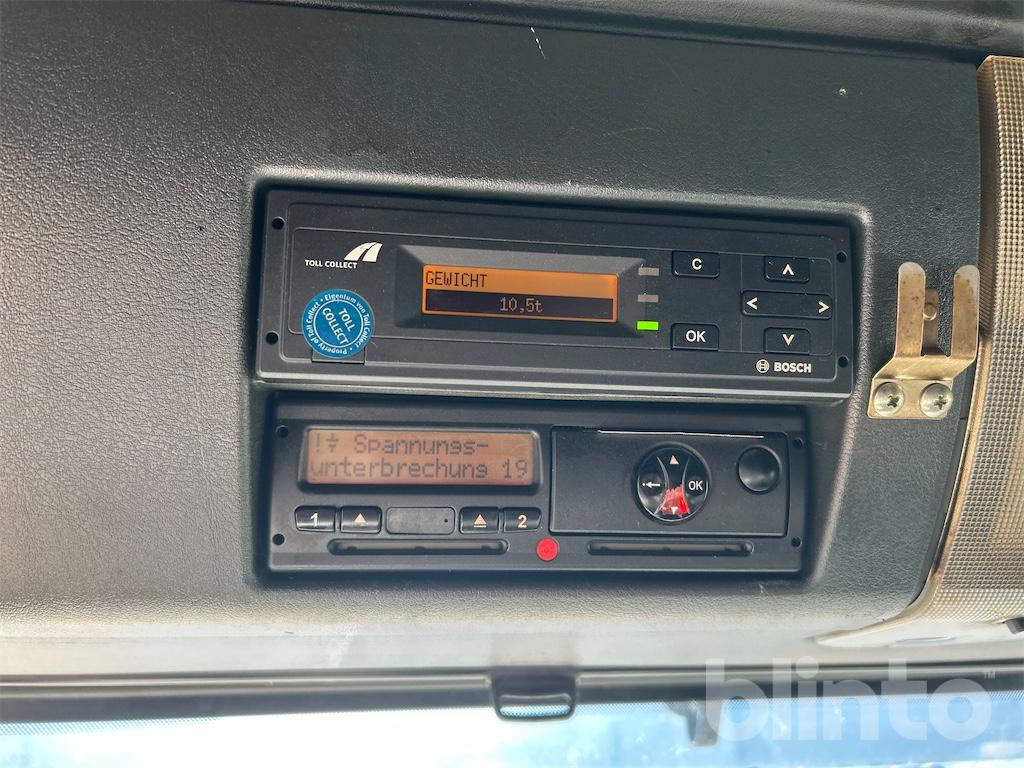 TOLL COLLECT
GEWICHT
10,5t
C
OK
BOSCH
Eigentum von Toll Collect
TOLL
COLLECT
Property of Toll Collect
! Spannungs-
unterbrechung 19
1
2
OK
blinto™